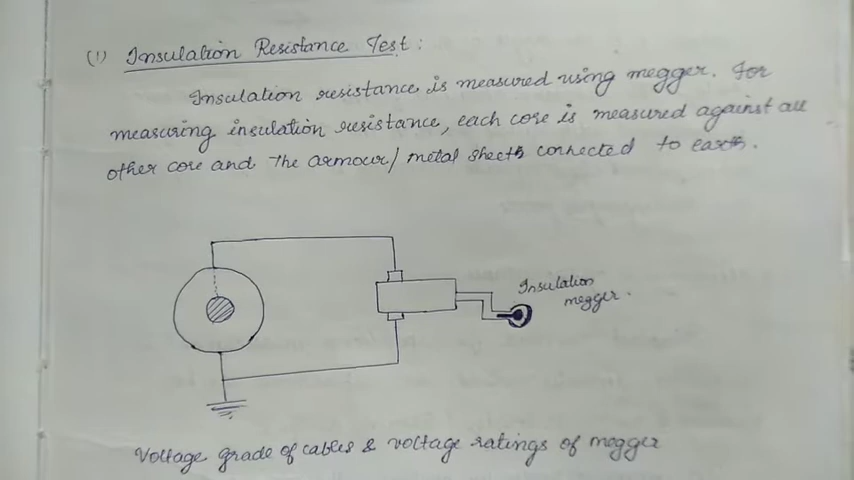 (1) Insulation Resistance Test:
Insulation resistance is measured using megger. For
measuring insulation resistance, each core is measured against all
other core and the armour/metal sheeth connected to earth.
Insulation
megger.
Voltage grade of cables & voltage ratings of megger